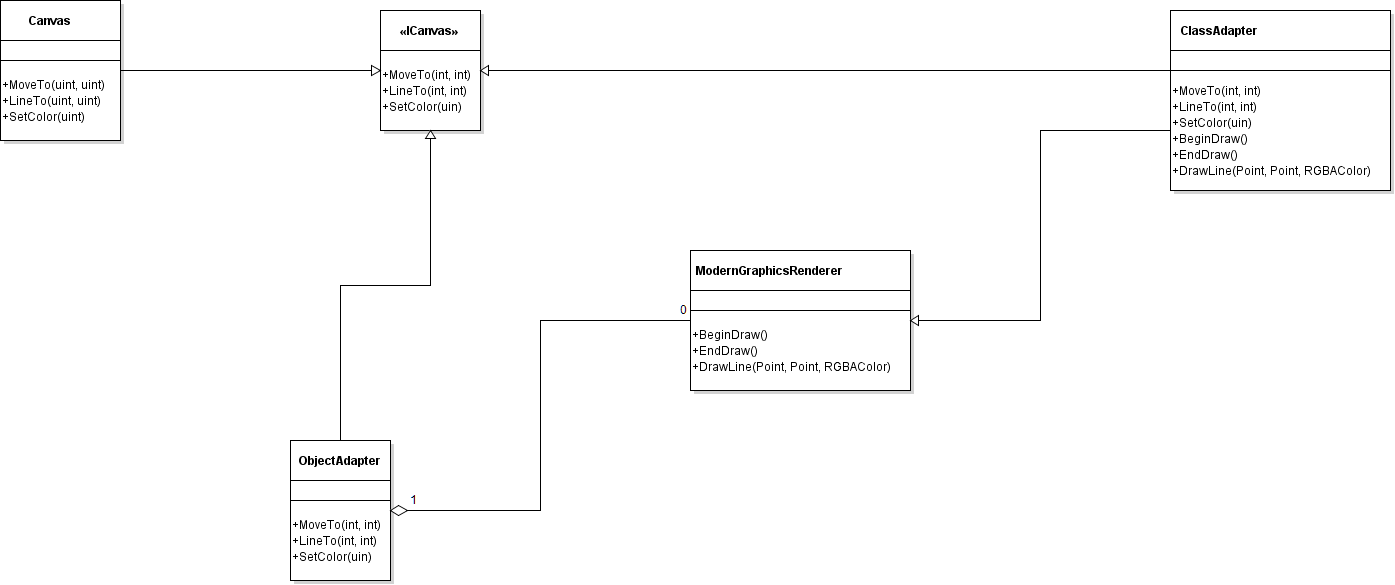 Canvas
+MoveTo(uint, uint)
+LineTo(uint, uint)
+SetColor(uint)
«ICanvas»
+MoveTo(int, int)
+LineTo(int, int)
+SetColor(uin)
ClassAdapter
+MoveTo(int, int)
+LineTo(int, int)
+SetColor(uin)
+BeginDraw()
+EndDraw()
+DrawLine(Point, Point, RGBAColor)
ModernGraphicsRenderer
0
+BeginDraw()
+EndDraw()
+DrawLine(Point, Point, RGBAColor)
ObjectAdapter
1
+MoveTo(int, int)
+LineTo(int, int)
+SetColor(uin)